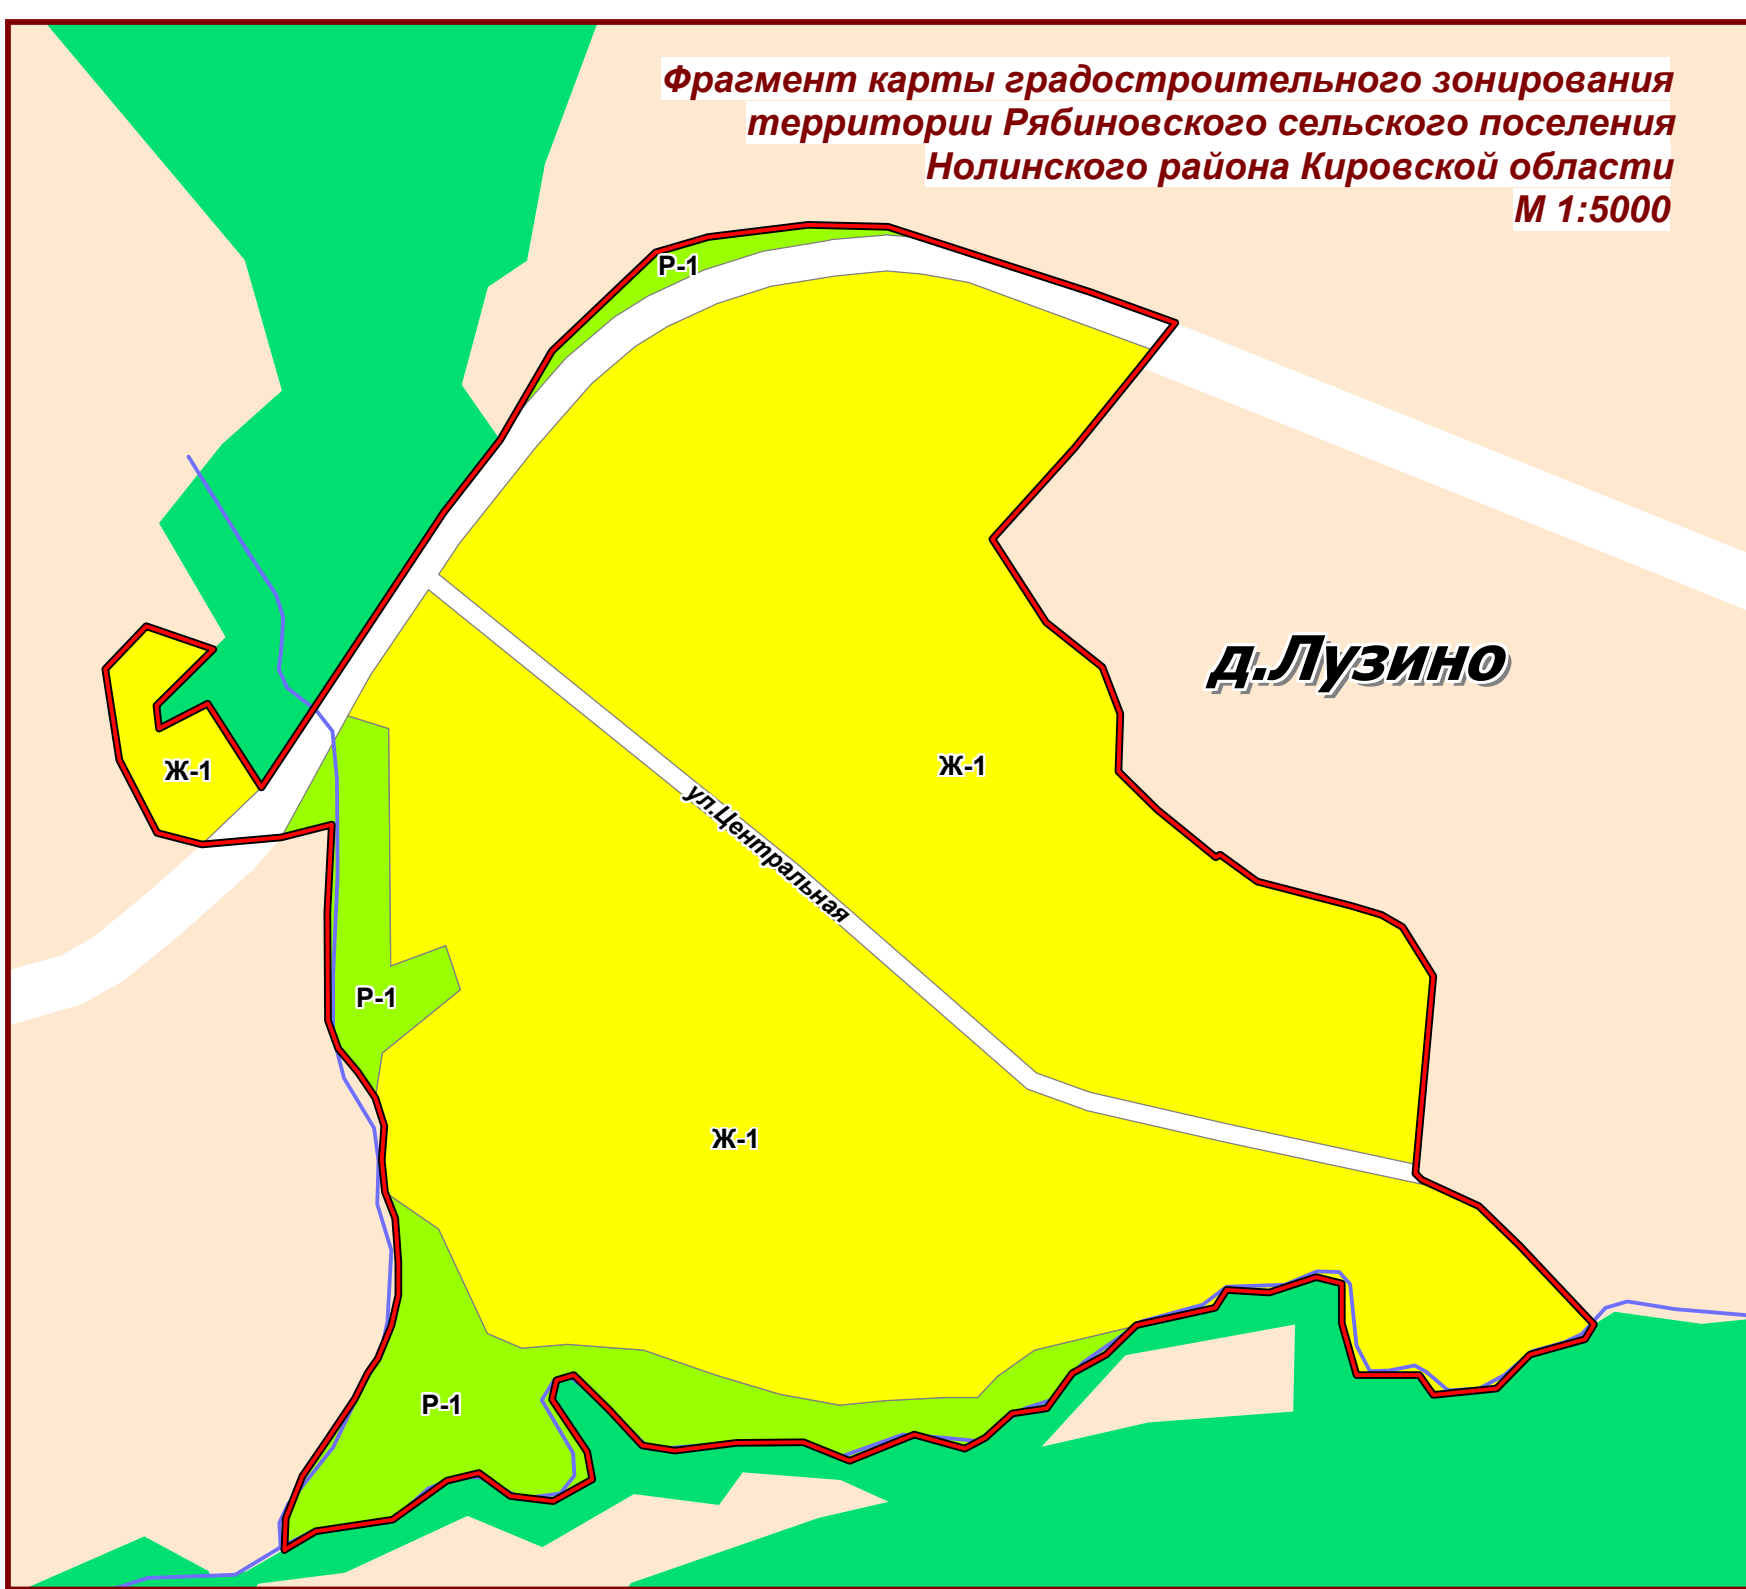 Фрагмент карты градостроительного зонирования
территории Рябиновского сельского поселения
Нолинского района Кировской области
М 1:5000
Р-1
д.Лузино
Ж-1
Ж-1
ул.Центральная
Р-1
Ж-1
Р-1